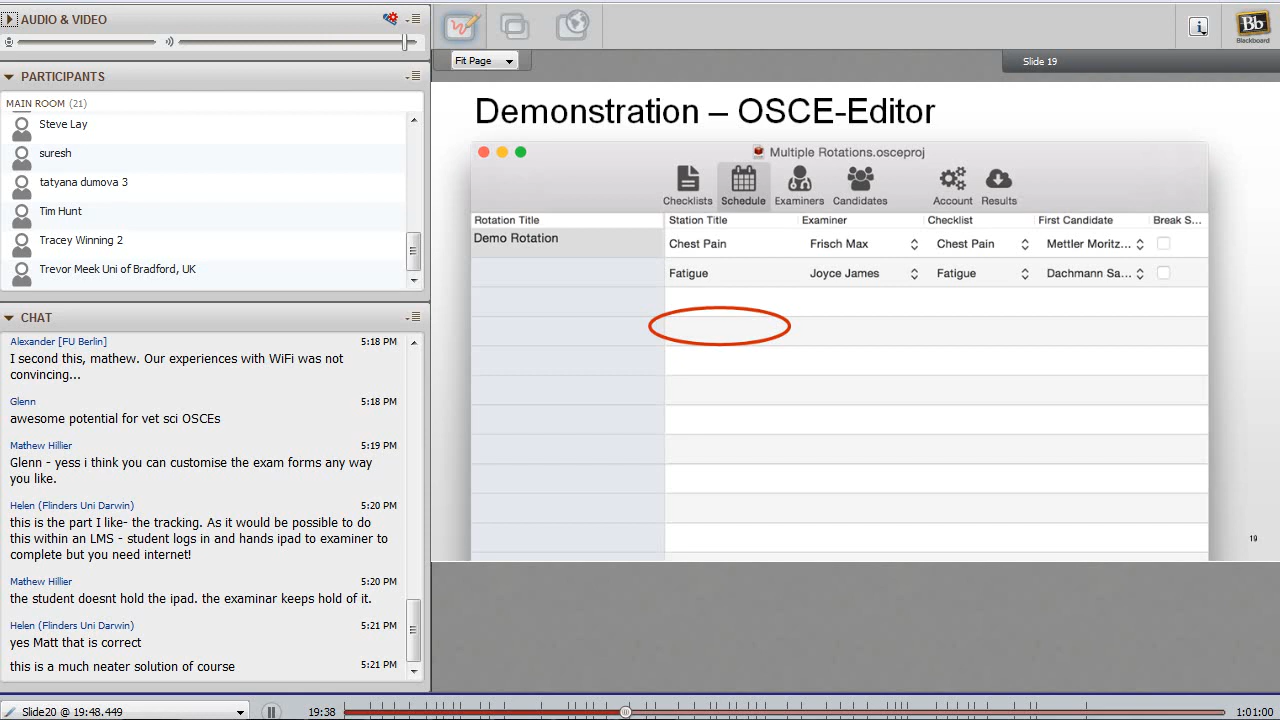 AUDIO & VIDEO
PARTICIPANTS
MAIN ROOM (21)
Steve Lay
suresh
tatyana dumova 3
Tim Hunt
Tracey Winning 2
Trevor Meek Uni of Bradford, UK
CHAT
Alexander [FU Berlin] 5:18 PM
I second this, mathew. Our experiences with WiFi was not
convincing...
Glenn 5:18 PM
awesome potential for vet sci OSCEs
Mathew Hillier 5:19 PM
Glenn - yess i think you can customise the exam forms any way
you like.
Helen (Flinders Uni Darwin) 5:20 PM
this is the part I like- the tracking. As it would be possible to do
this within an LMS - student logs in and hands ipad to examiner to
complete but you need internet!
Mathew Hillier 5:20 PM
the student doesnt hold the ipad. the examinar keeps hold of it.
Helen (Flinders Uni Darwin) 5:21 PM
yes Matt that is correct
this is a much neater solution of course 5:21 PM
Slide20 @ 19:48.449
19:38
1:01:00
Bb
Blackboard
Fit Page
Slide 19
Demonstration – OSCE-Editor
Multiple Rotations.osceproj
Checklists Schedule Examiners Candidates Account Results
Rotation Title Station Title Examiner Checklist First Candidate Break S...
Demo Rotation Chest Pain Frisch Max Chest Pain Mettler Moritz...
Fatigue Joyce James Fatigue Dachmann Sa...
19